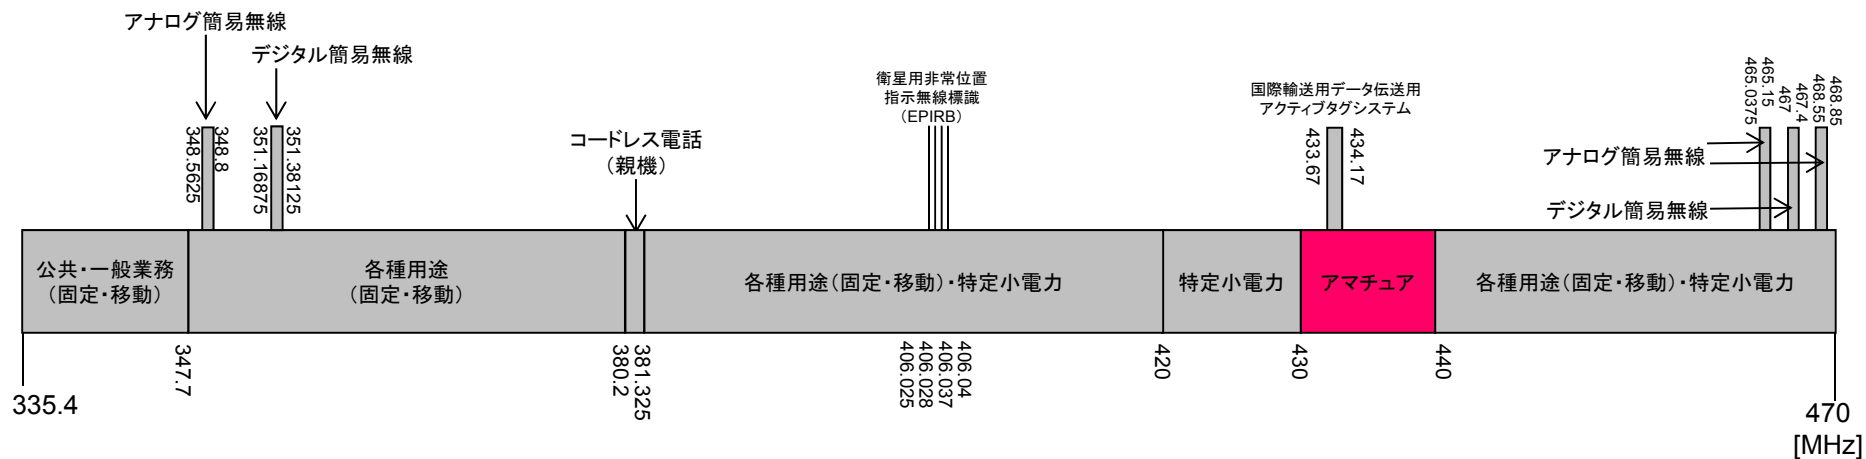 アナログ簡易無線
デジタル簡易無線
348.5625
348.8
351.16875
351.38125
コードレス電話
（親機）
衛星用非常位置
指示無線標識
（EPIRB）
国際輸送用データ伝送用
アクティブタグシステム
433.67
434.17
465.0375
465.15
467
467.4
468.55
468.85
アナログ簡易無線
デジタル簡易無線
公共・一般業務
（固定・移動）
各種用途
（固定・移動）
各種用途（固定・移動）・特定小電力
特定小電力
アマチュア
各種用途（固定・移動）・特定小電力
335.4
347.7
380.2
381.325
406.025
406.028
406.037
406.04
420
430
440
470
[MHz]